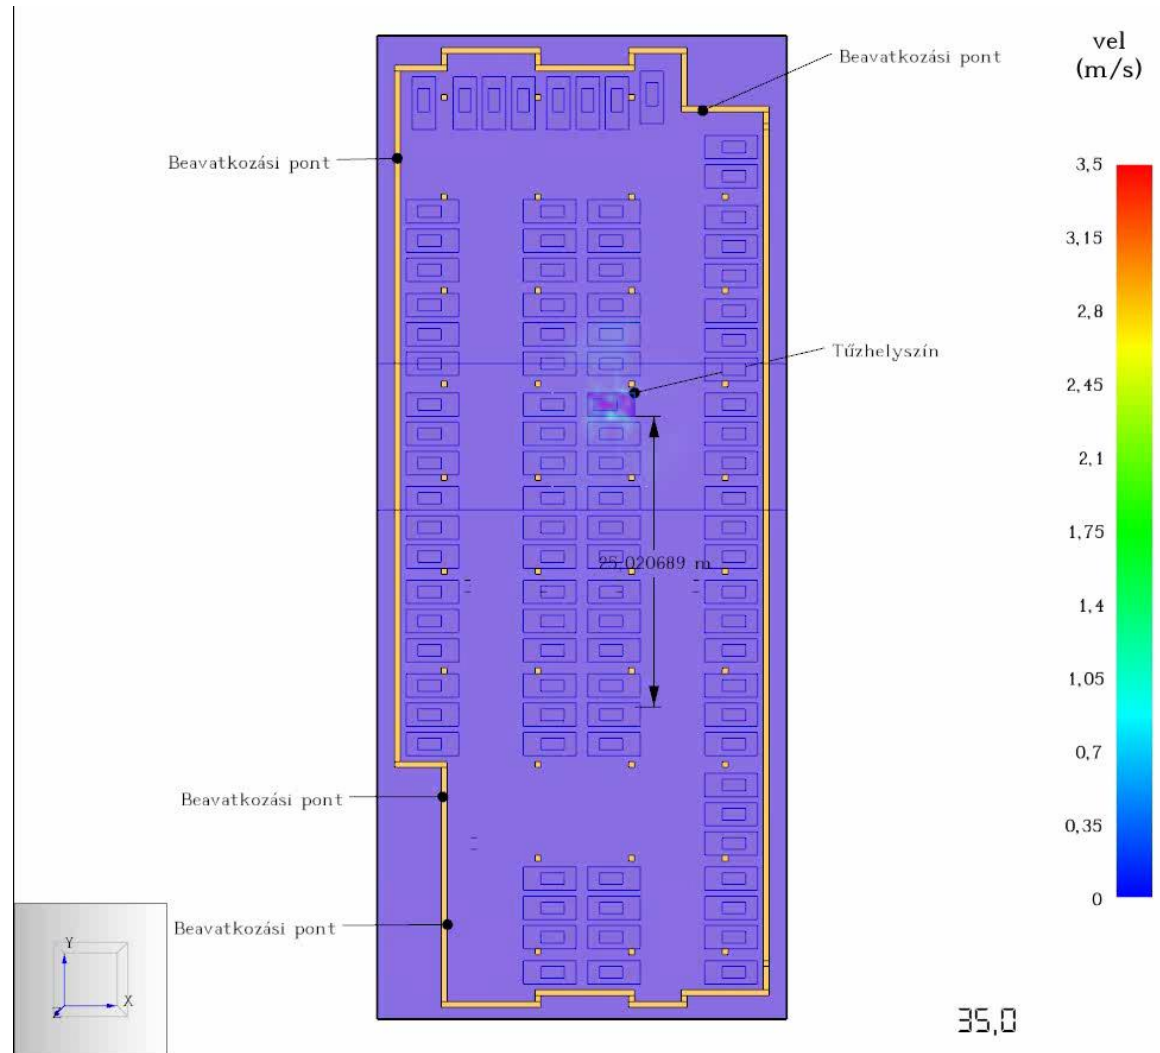 vel
(m/s)
Beavatkozási pont
Beavatkozási pont
3,5
3,15
2,8
Tűzhelyszín
2,45
2,1
1,75
25,020689 m
1,4
1,05
0,7
Beavatkozási pont
0,35
0
Beavatkozási pont
Y
X
Z
35,0